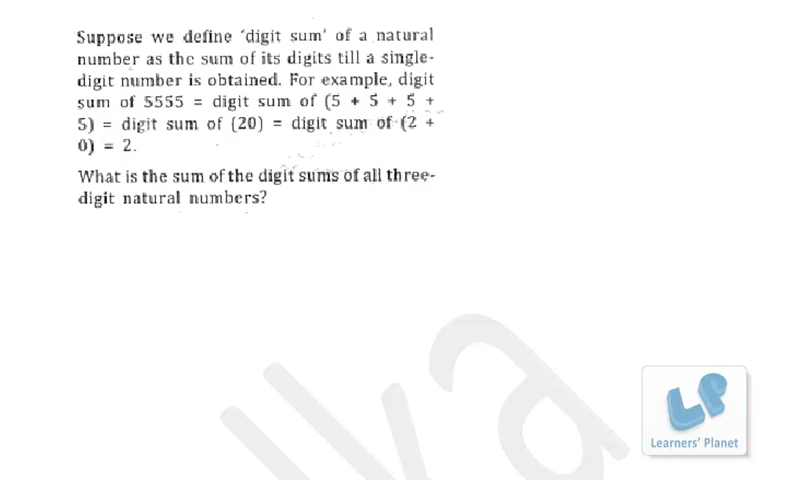 Suppose we define ‘digit sum’ of a natural
number as the sum of its digits till a single-
digit number is obtained. For example, digit
sum of 5555 = digit sum of (5 + 5 + 5 +
5) = digit sum of (20) = digit sum of (2 +
0) = 2.
What is the sum of the digit sums of all three-
digit natural numbers?
LP
Learners' Planet